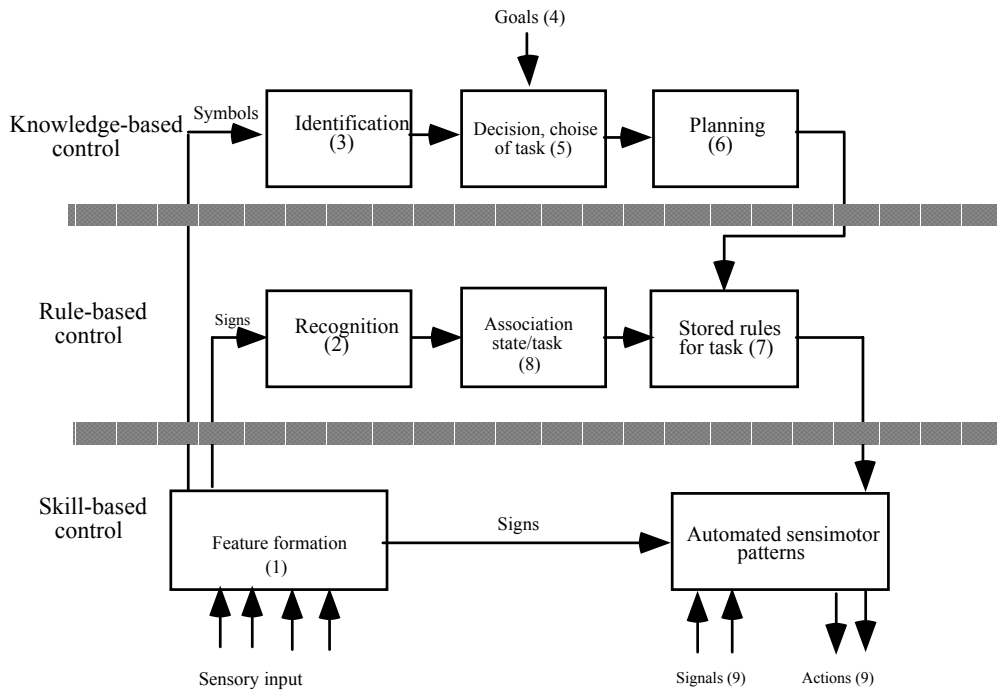 Goals (4)
Knowledge-based
control
Symbols
Identification
(3)
Decision, choise
of task (5)
Planning
(6)
Rule-based
control
Signs
Recognition
(2)
Association
state/task
(8)
Stored rules
for task (7)
Skill-based
control
Feature formation
(1)
Signs
Automated sensimotor
patterns
Sensory input
Signals (9)
Actions (9)